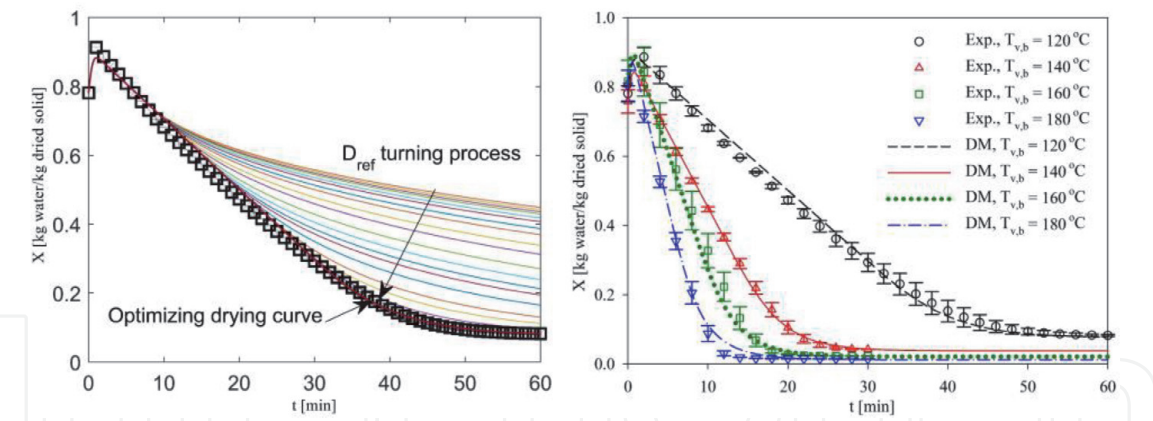 1
0.8
0.6
0.4
0.2
0
X [kg water/kg dried solid]
D_ref turning process
Optimizing drying curve
0 10 20 30 40 50 60
t [min]
1.0
0.8
0.6
0.4
0.2
0.0
X [kg water/kg dried solid]
Exp., T_v,b = 120 °C
Exp., T_v,b = 140 °C
Exp., T_v,b = 160 °C
Exp., T_v,b = 180 °C
DM, T_v,b = 120 °C
DM, T_v,b = 140 °C
DM, T_v,b = 160 °C
DM, T_v,b = 180 °C
0 10 20 30 40 50 60
t [min]